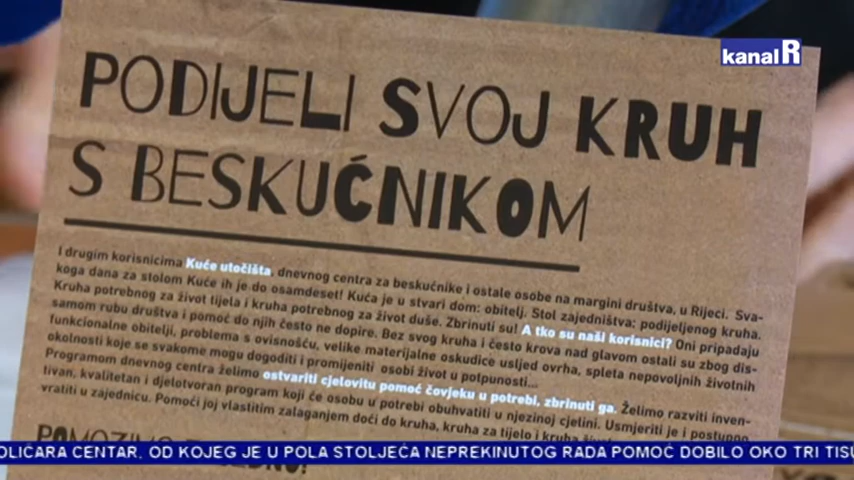 kanal R
PODIJELI SVOJ KRUH
S BESKUĆNIKOM
I drugim korisnicima Kuće utočišta, dnevnog centra za beskućnike i ostale osobe na margini društva, u Rijeci. Sva-
koga dana za stolom Kuće ih je do osamdeset! Kuća je u stvari dom: obitelj. Stol zajedništva; podijeljenog kruha.
Kruha potrebnog za život tijela i kruha potrebnog za život duše. Zbrinuti su! A tko su naši korisnici? Oni pripadaju
samom rubu društva i pomoć do njih često ne dopire. Bez svog kruha i često krova nad glavom ostali su zbog dis-
funkcionalne obitelji, problema s ovisnošću, velike materijalne oskudice usljed ovrha, spleta nepovoljnih životnih
okolnosti koje se svakome mogu dogoditi i promijeniti osobi život u potpunosti...
Programom dnevnog centra želimo ostvariti cjelovitu pomoć čovjeku u potrebi, zbrinuti ga. Želimo razviti inven-
tivan, kvalitetan i djelotvoran program koji će osobu u potrebi obuhvatiti u njezinoj cjelini. Usmjeriti je i postupno
vratiti u zajednicu. Pomoći joj vlastitim zalaganjem doći do kruha, kruha za tijelo i kruha
OLIČARA CENTAR, OD KOJEG JE U POLA STOLJEĆA NEPREKINUTOG RADA POMOĆ DOBILO OKO TRI TISU